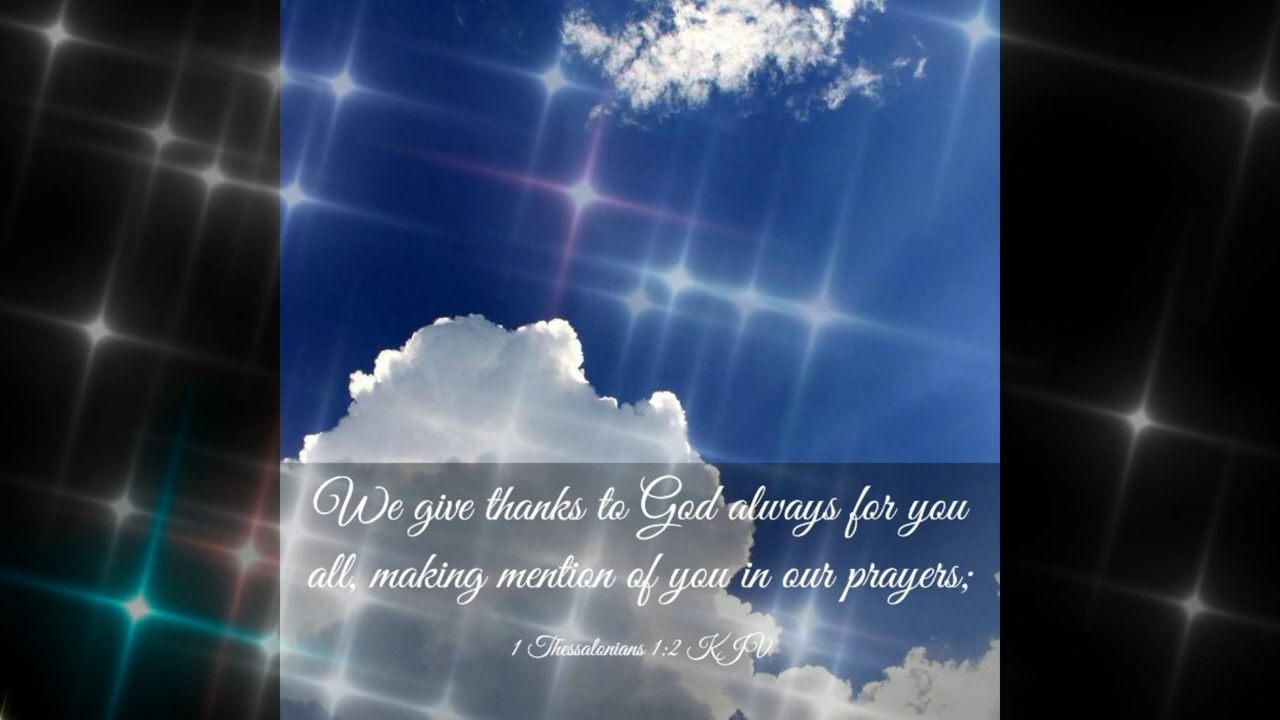 We give thanks to God always for you
all, making mention of you in our prayers;
1 Thessalonians 1:2 KJV